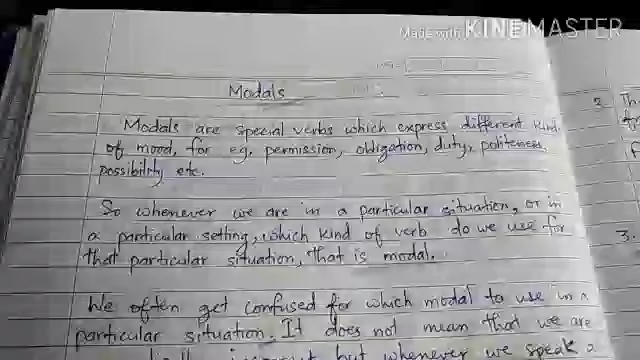 Made with KINEMASTER
Modals
Modals are special verbs which express different kind
of mood, for eg. permission, obligation, duty, politeness,
possibility etc.
So whenever we are in a particular situation, or in
a particular setting, which kind of verb do we use for
that particular situation, that is modal.
We often get confused for which modal to use in a
particular situation. It does not mean that we are
but whenever we speak a
2.
3.